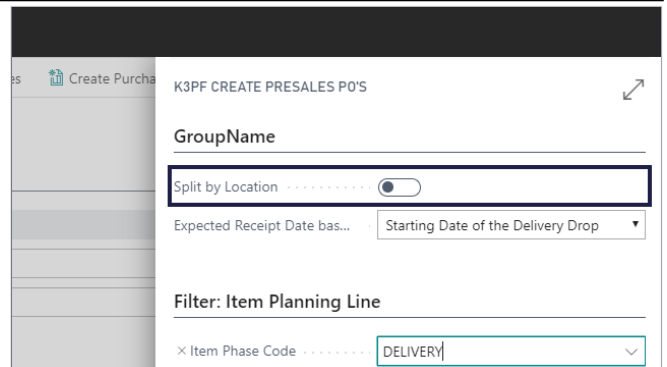 es Create Purcha
K3PF CREATE PRESALES PO'S
GroupName
Split by Location
Expected Receipt Date bas... Starting Date of the Delivery Drop
Filter: Item Planning Line
× Item Phase Code DELIVERY